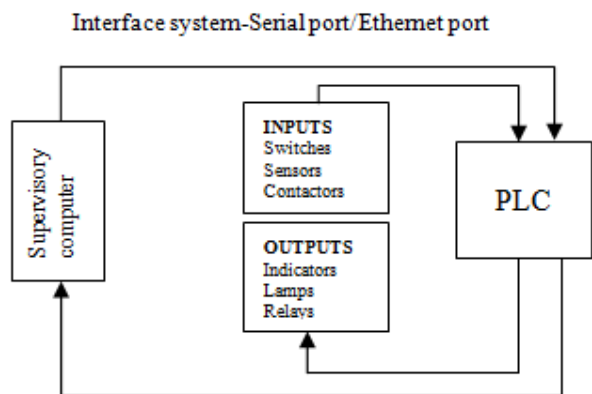 Interface system-Serial port/Ethernet port
Supervisory
computer
INPUTS
Switches
Sensors
Contactors
OUTPUTS
Indicators
Lamps
Relays
PLC